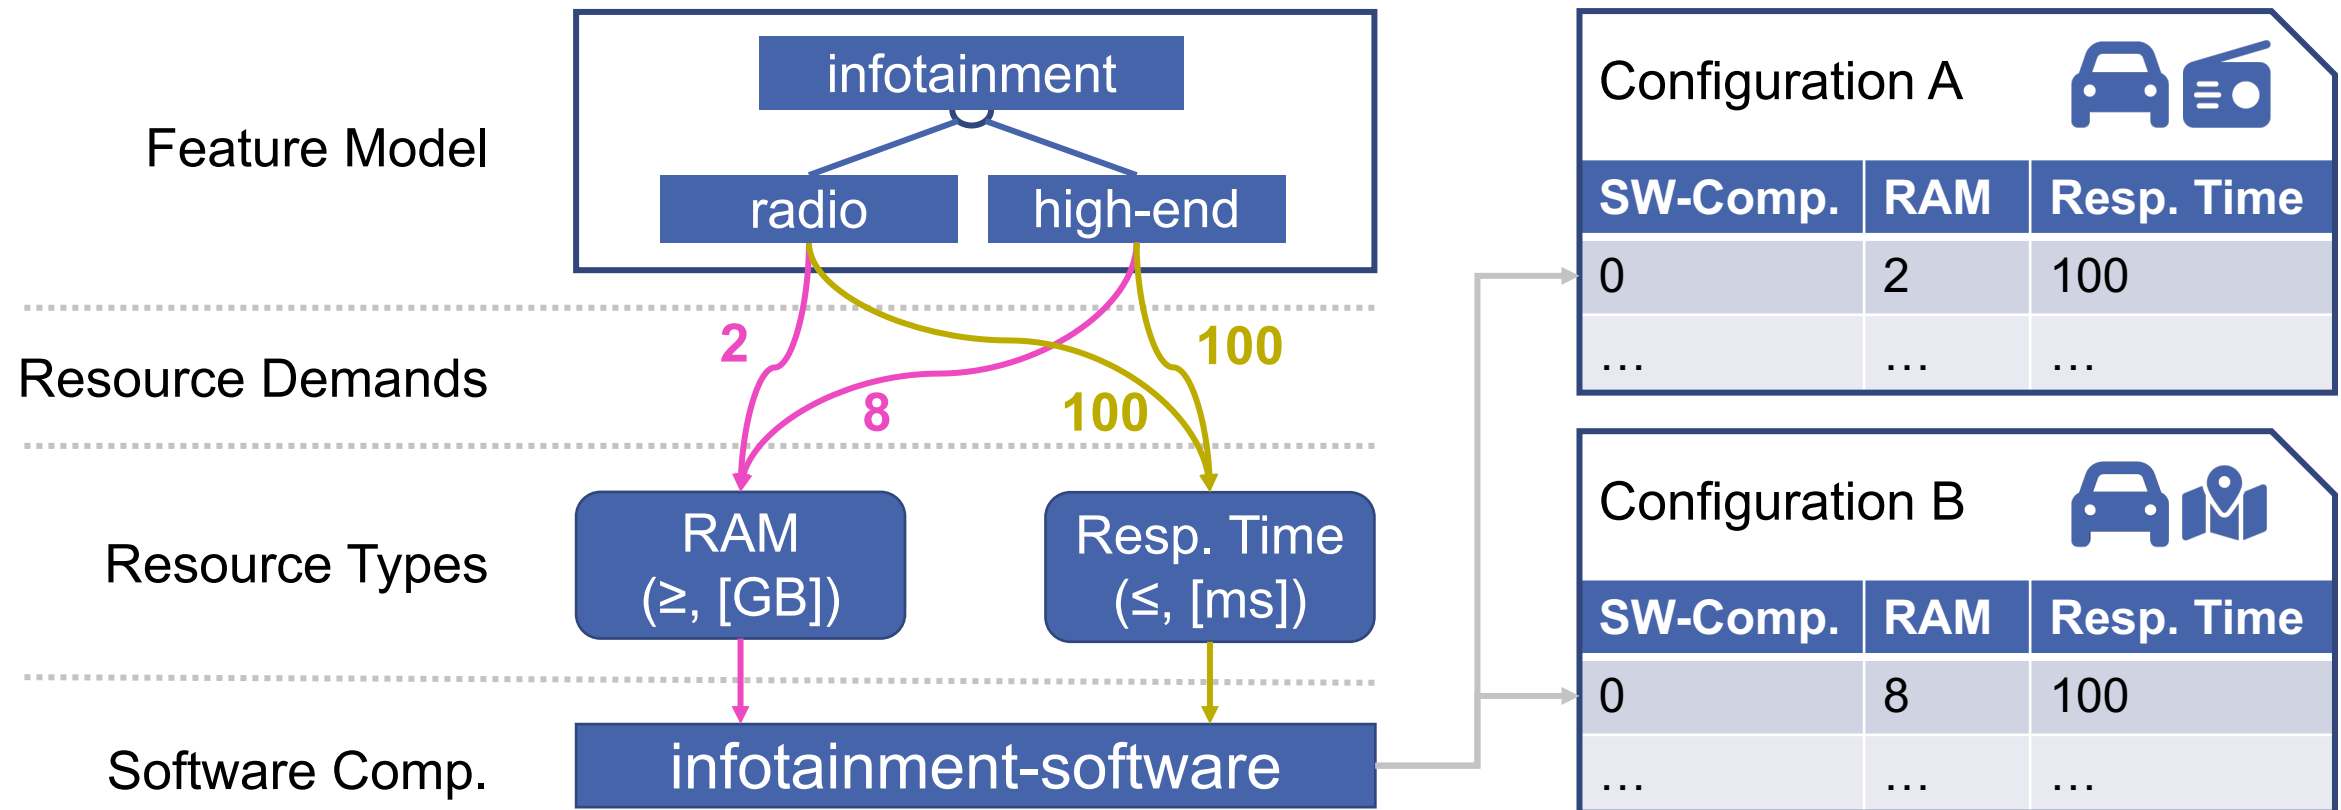 Feature Model
infotainment
radio
high-end
Resource Demands
2
8
100
100
Resource Types
RAM
(≥, [GB])
Resp. Time
(≤, [ms])
Software Comp.
infotainment-software
Configuration A
SW-Comp. RAM Resp. Time
0 2 100
… … …
Configuration B
SW-Comp. RAM Resp. Time
0 8 100
… … …